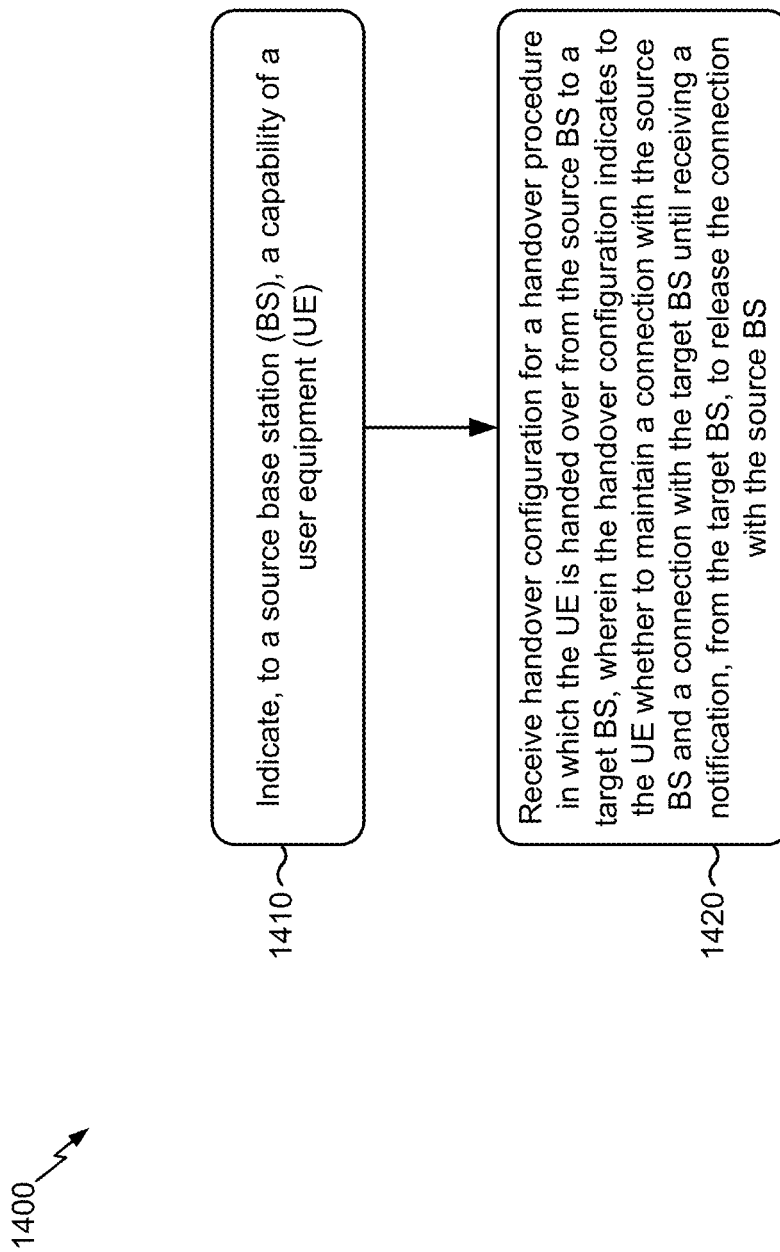 1400
1410
Indicate, to a source base station (BS), a capability of a
user equipment (UE)
1420
Receive handover configuration for a handover procedure
in which the UE is handed over from the source BS to a
target BS, wherein the handover configuration indicates to
the UE whether to maintain a connection with the source
BS and a connection with the target BS until receiving a
notification, from the target BS, to release the connection
with the source BS